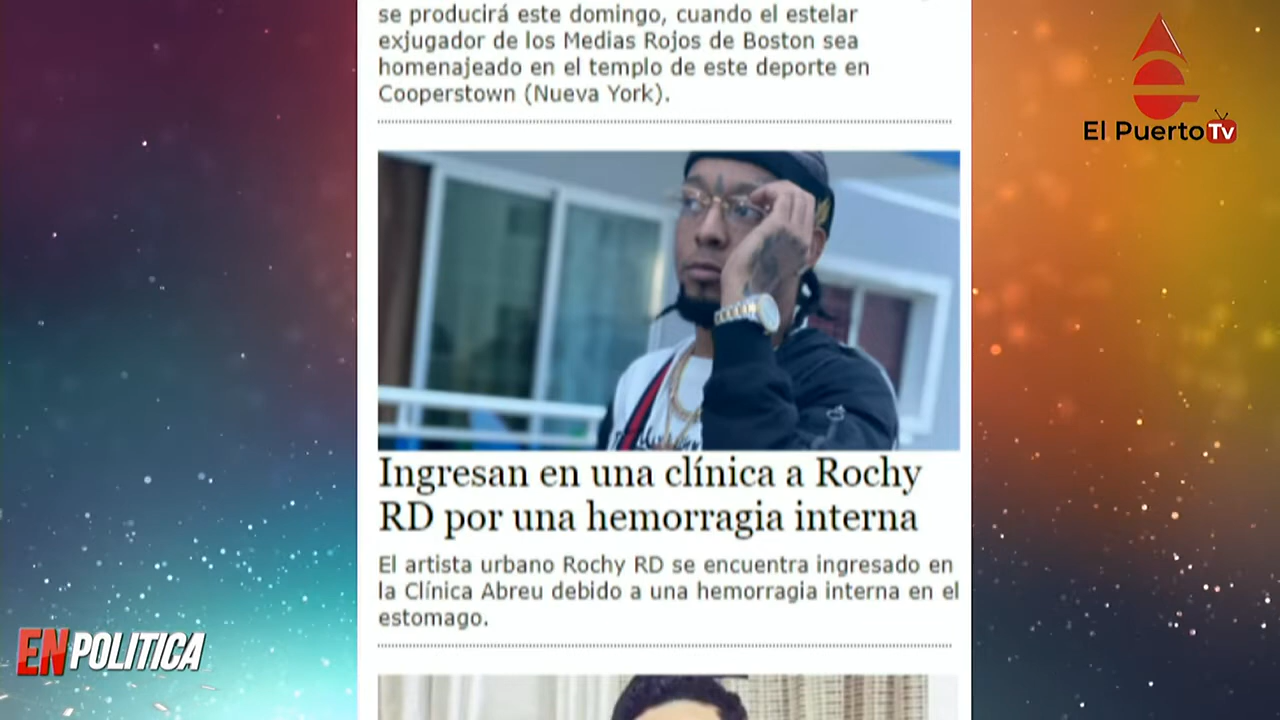 se producirá este domingo, cuando el estelar
exjugador de los Medias Rojos de Boston sea
homenajeado en el templo de este deporte en
Cooperstown (Nueva York).
El Puerto Tv
Ingresan en una clínica a Rochy
RD por una hemorragia interna
El artista urbano Rochy RD se encuentra ingresado en
la Clínica Abreu debido a una hemorragia interna en el
estomago.
EN POLITICA